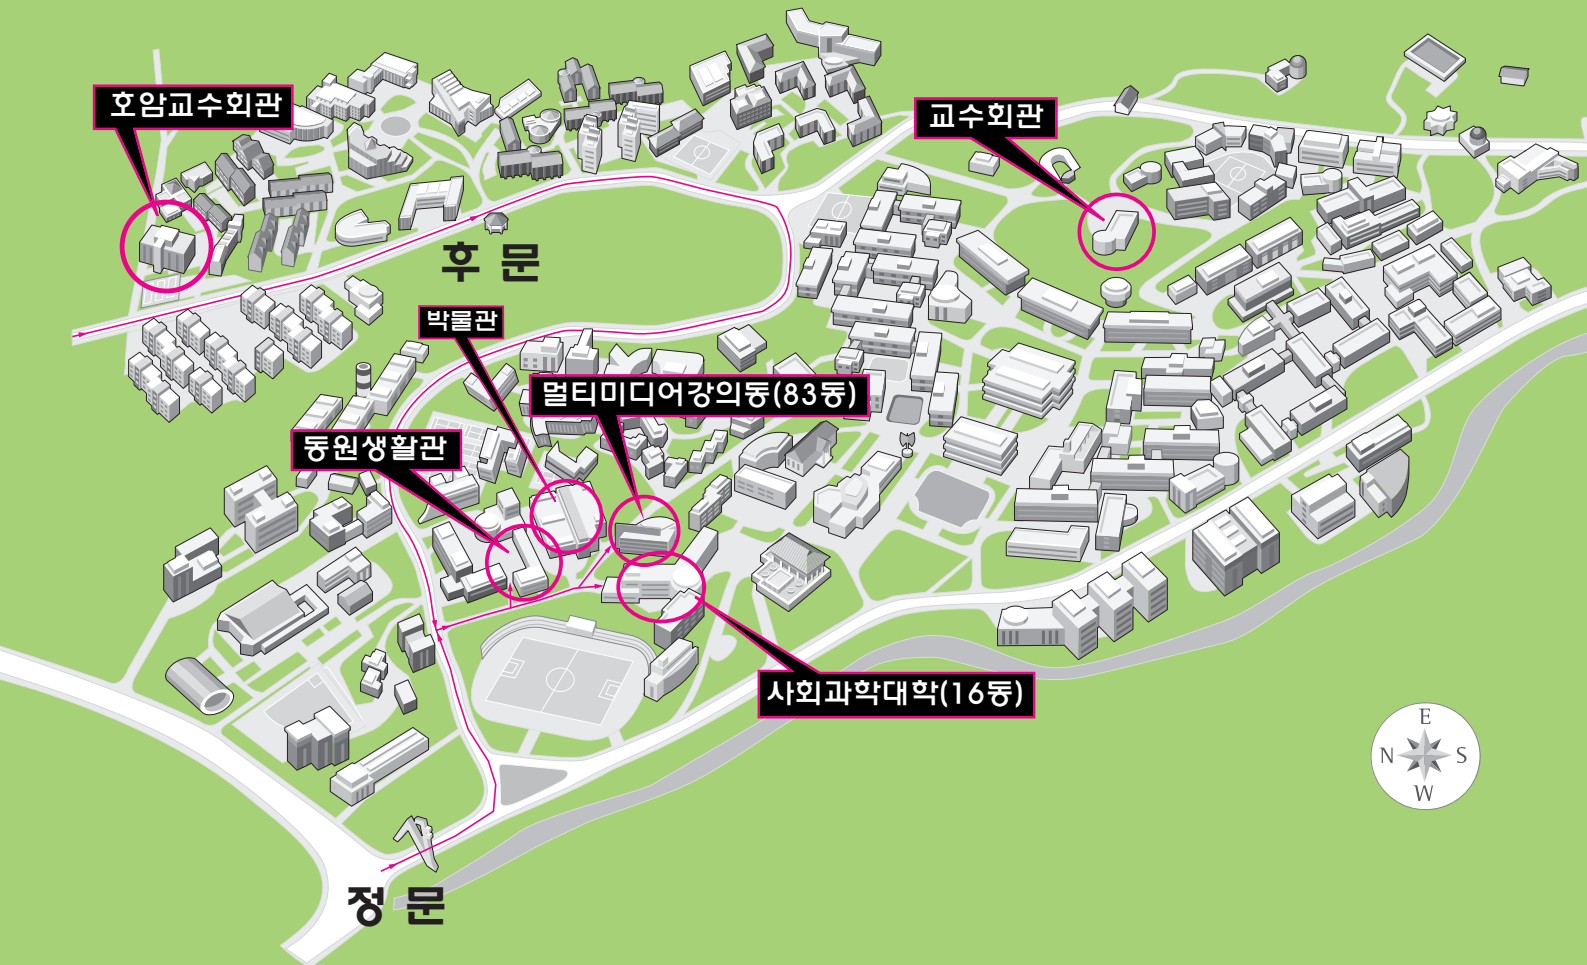 호암교수회관
교수회관
후 문
박물관
멀티미디어강의동(83동)
동원생활관
사회과학대학(16동)
E
N S
W
정 문